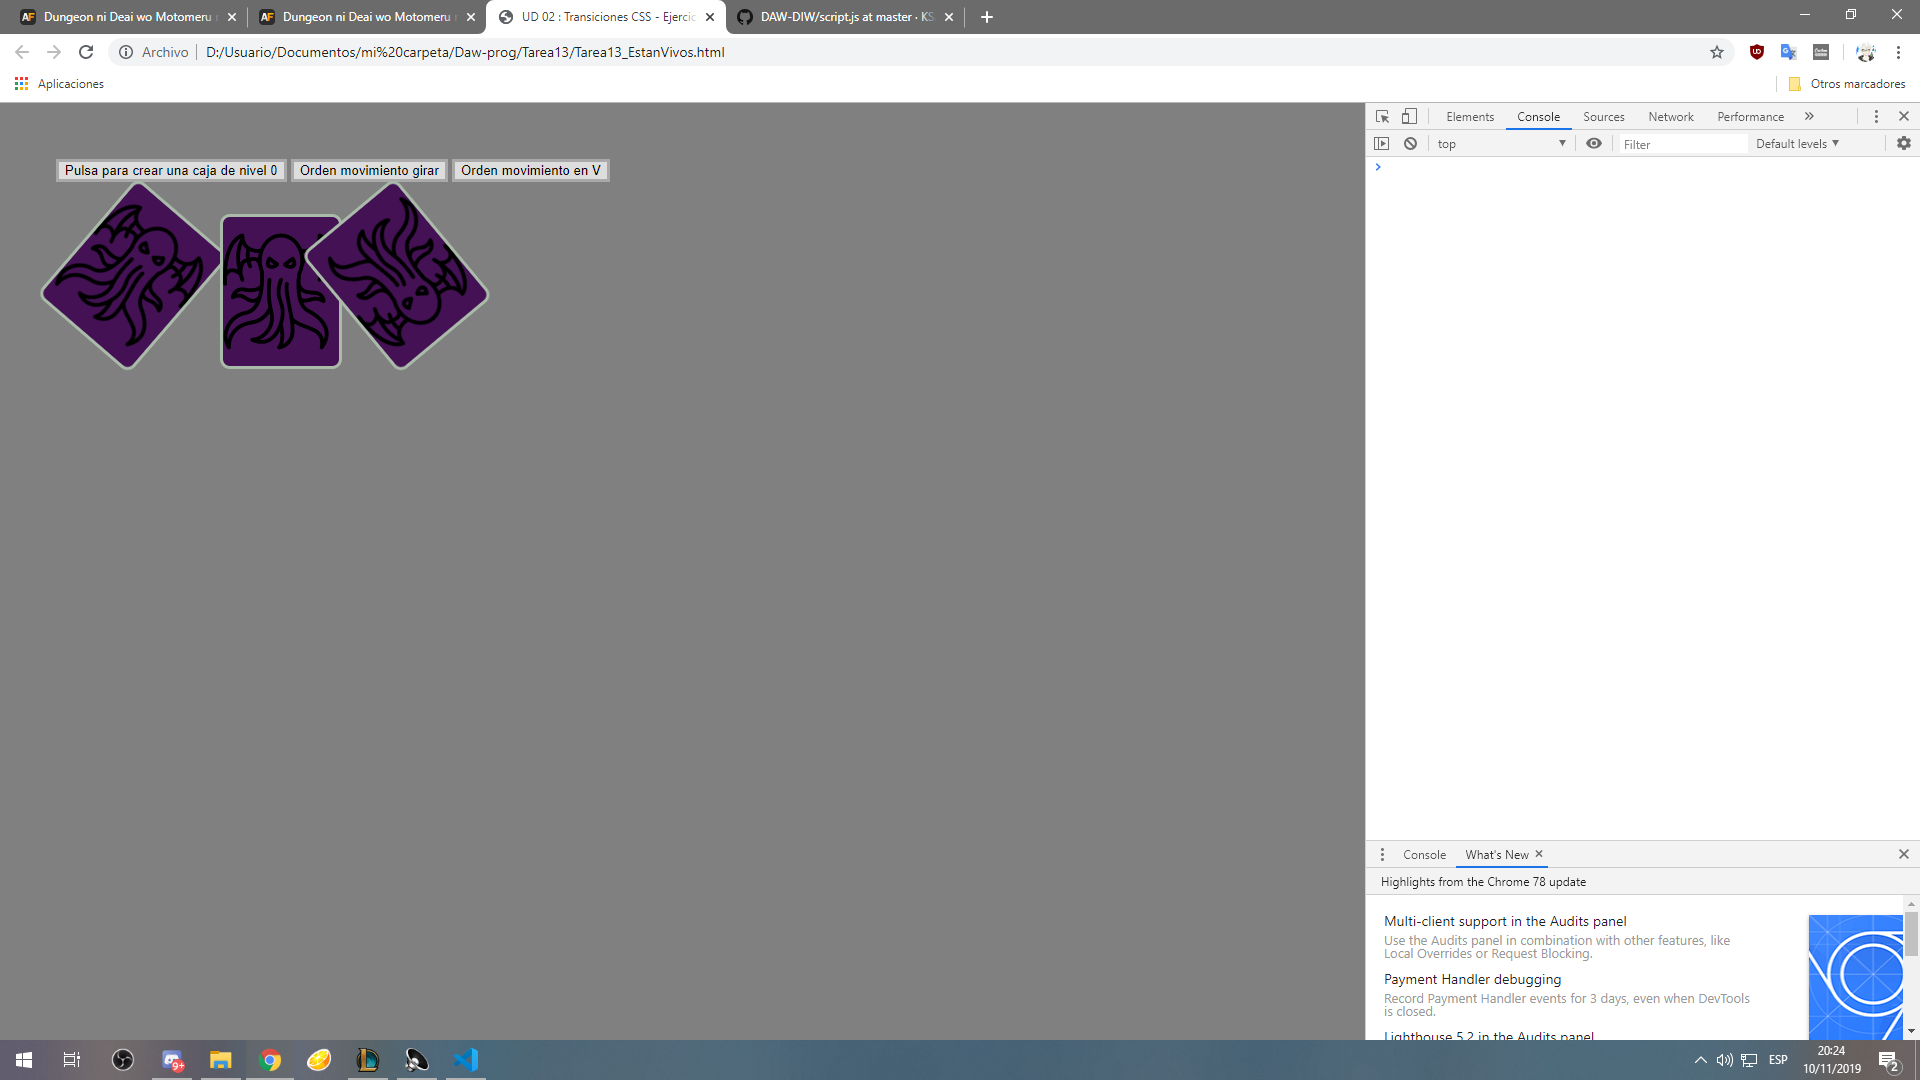 Dungeon ni Deai wo Motomeru
Dungeon ni Deai wo Motomeru
UD 02 : Transiciones CSS - Ejercic
DAW-DIW/script.js at master · KS
Archivo
D:/Usuario/Documentos/mi%20carpeta/Daw-prog/Tarea13/Tarea13_EstanVivos.html
Aplicaciones
Otros marcadores
Pulsa para crear una caja de nivel 0
Orden movimiento girar
Orden movimiento en V
Elements
Console
Sources
Network
Performance
top
Filter
Default levels
Console
What's New
Highlights from the Chrome 78 update
Multi-client support in the Audits panel
Use the Audits panel in combination with other features, like
Local Overrides or Request Blocking.
Payment Handler debugging
Record Payment Handler events for 3 days, even when DevTools
is closed.
Lighthouse 5.2 in the Audits panel
9+
ESP
20:24
10/11/2019
2